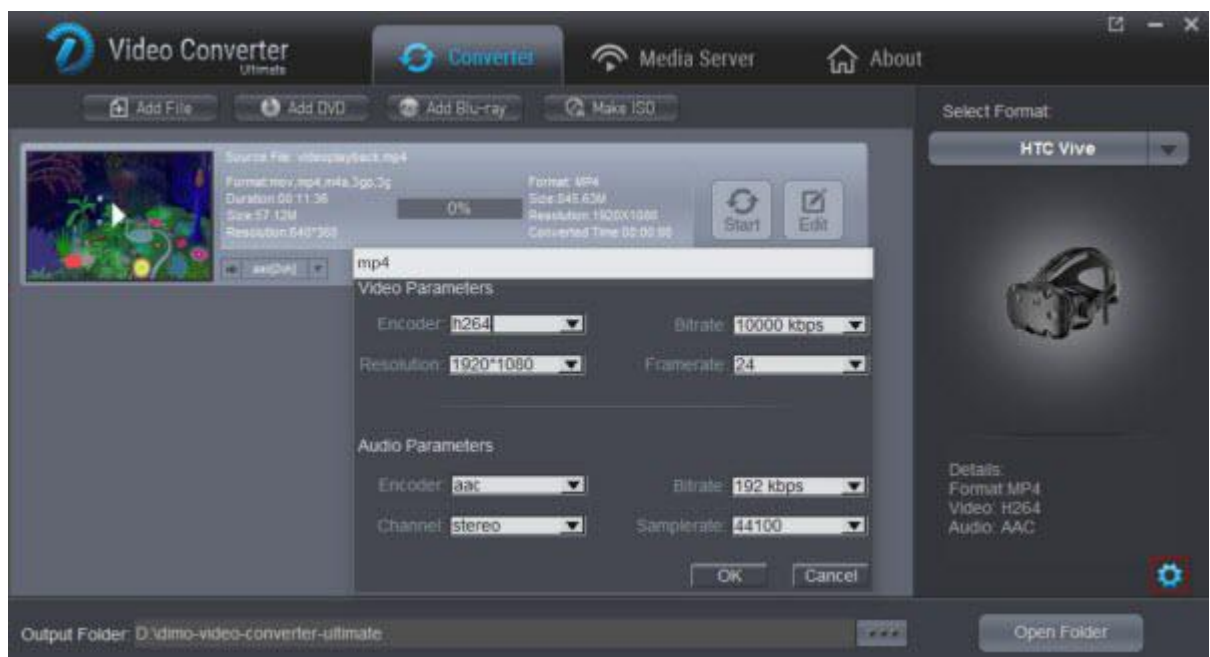 Video Converter
Ultimate
Converter
Media Server
About
Add File
Add DVD
Add Blu-ray
Make ISO
Select Format:
HTC Vive
Source File: videoplayback.mp4
Format:mov,mp4,m4a,3gp,3g
Duration:00:11:36
Size:57.12M
Resolution:640*360
0%
Format: MP4
Size:845.63M
Resolution:1920X1080
Converted Time 00:00:00
Start
Edit
mp4
Video Parameters
Encoder: h264
Bitrate: 10000 kbps
Resolution: 1920*1080
Framerate: 24
Audio Parameters
Encoder: aac
Bitrate: 192 kbps
Channel: stereo
Samplerate: 44100
OK
Cancel
Details:
Format:MP4
Video: H264
Audio: AAC
Output Folder: D:\dimo-video-converter-ultimate
Open Folder